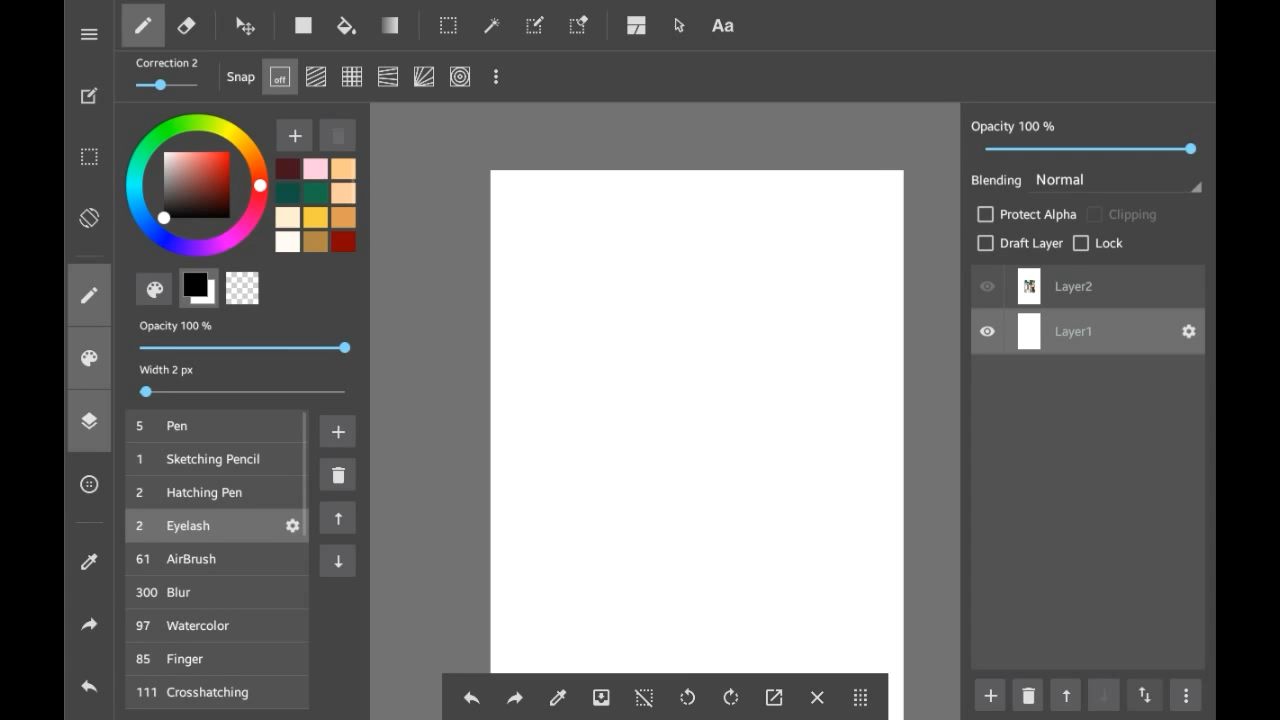 Aa
Correction 2
Snap
off
Opacity 100 %
Width 2 px
5 Pen
1 Sketching Pencil
2 Hatching Pen
2 Eyelash
61 AirBrush
300 Blur
97 Watercolor
85 Finger
111 Crosshatching
Opacity 100 %
Blending Normal
Protect Alpha Clipping
Draft Layer Lock
Layer2
Layer1